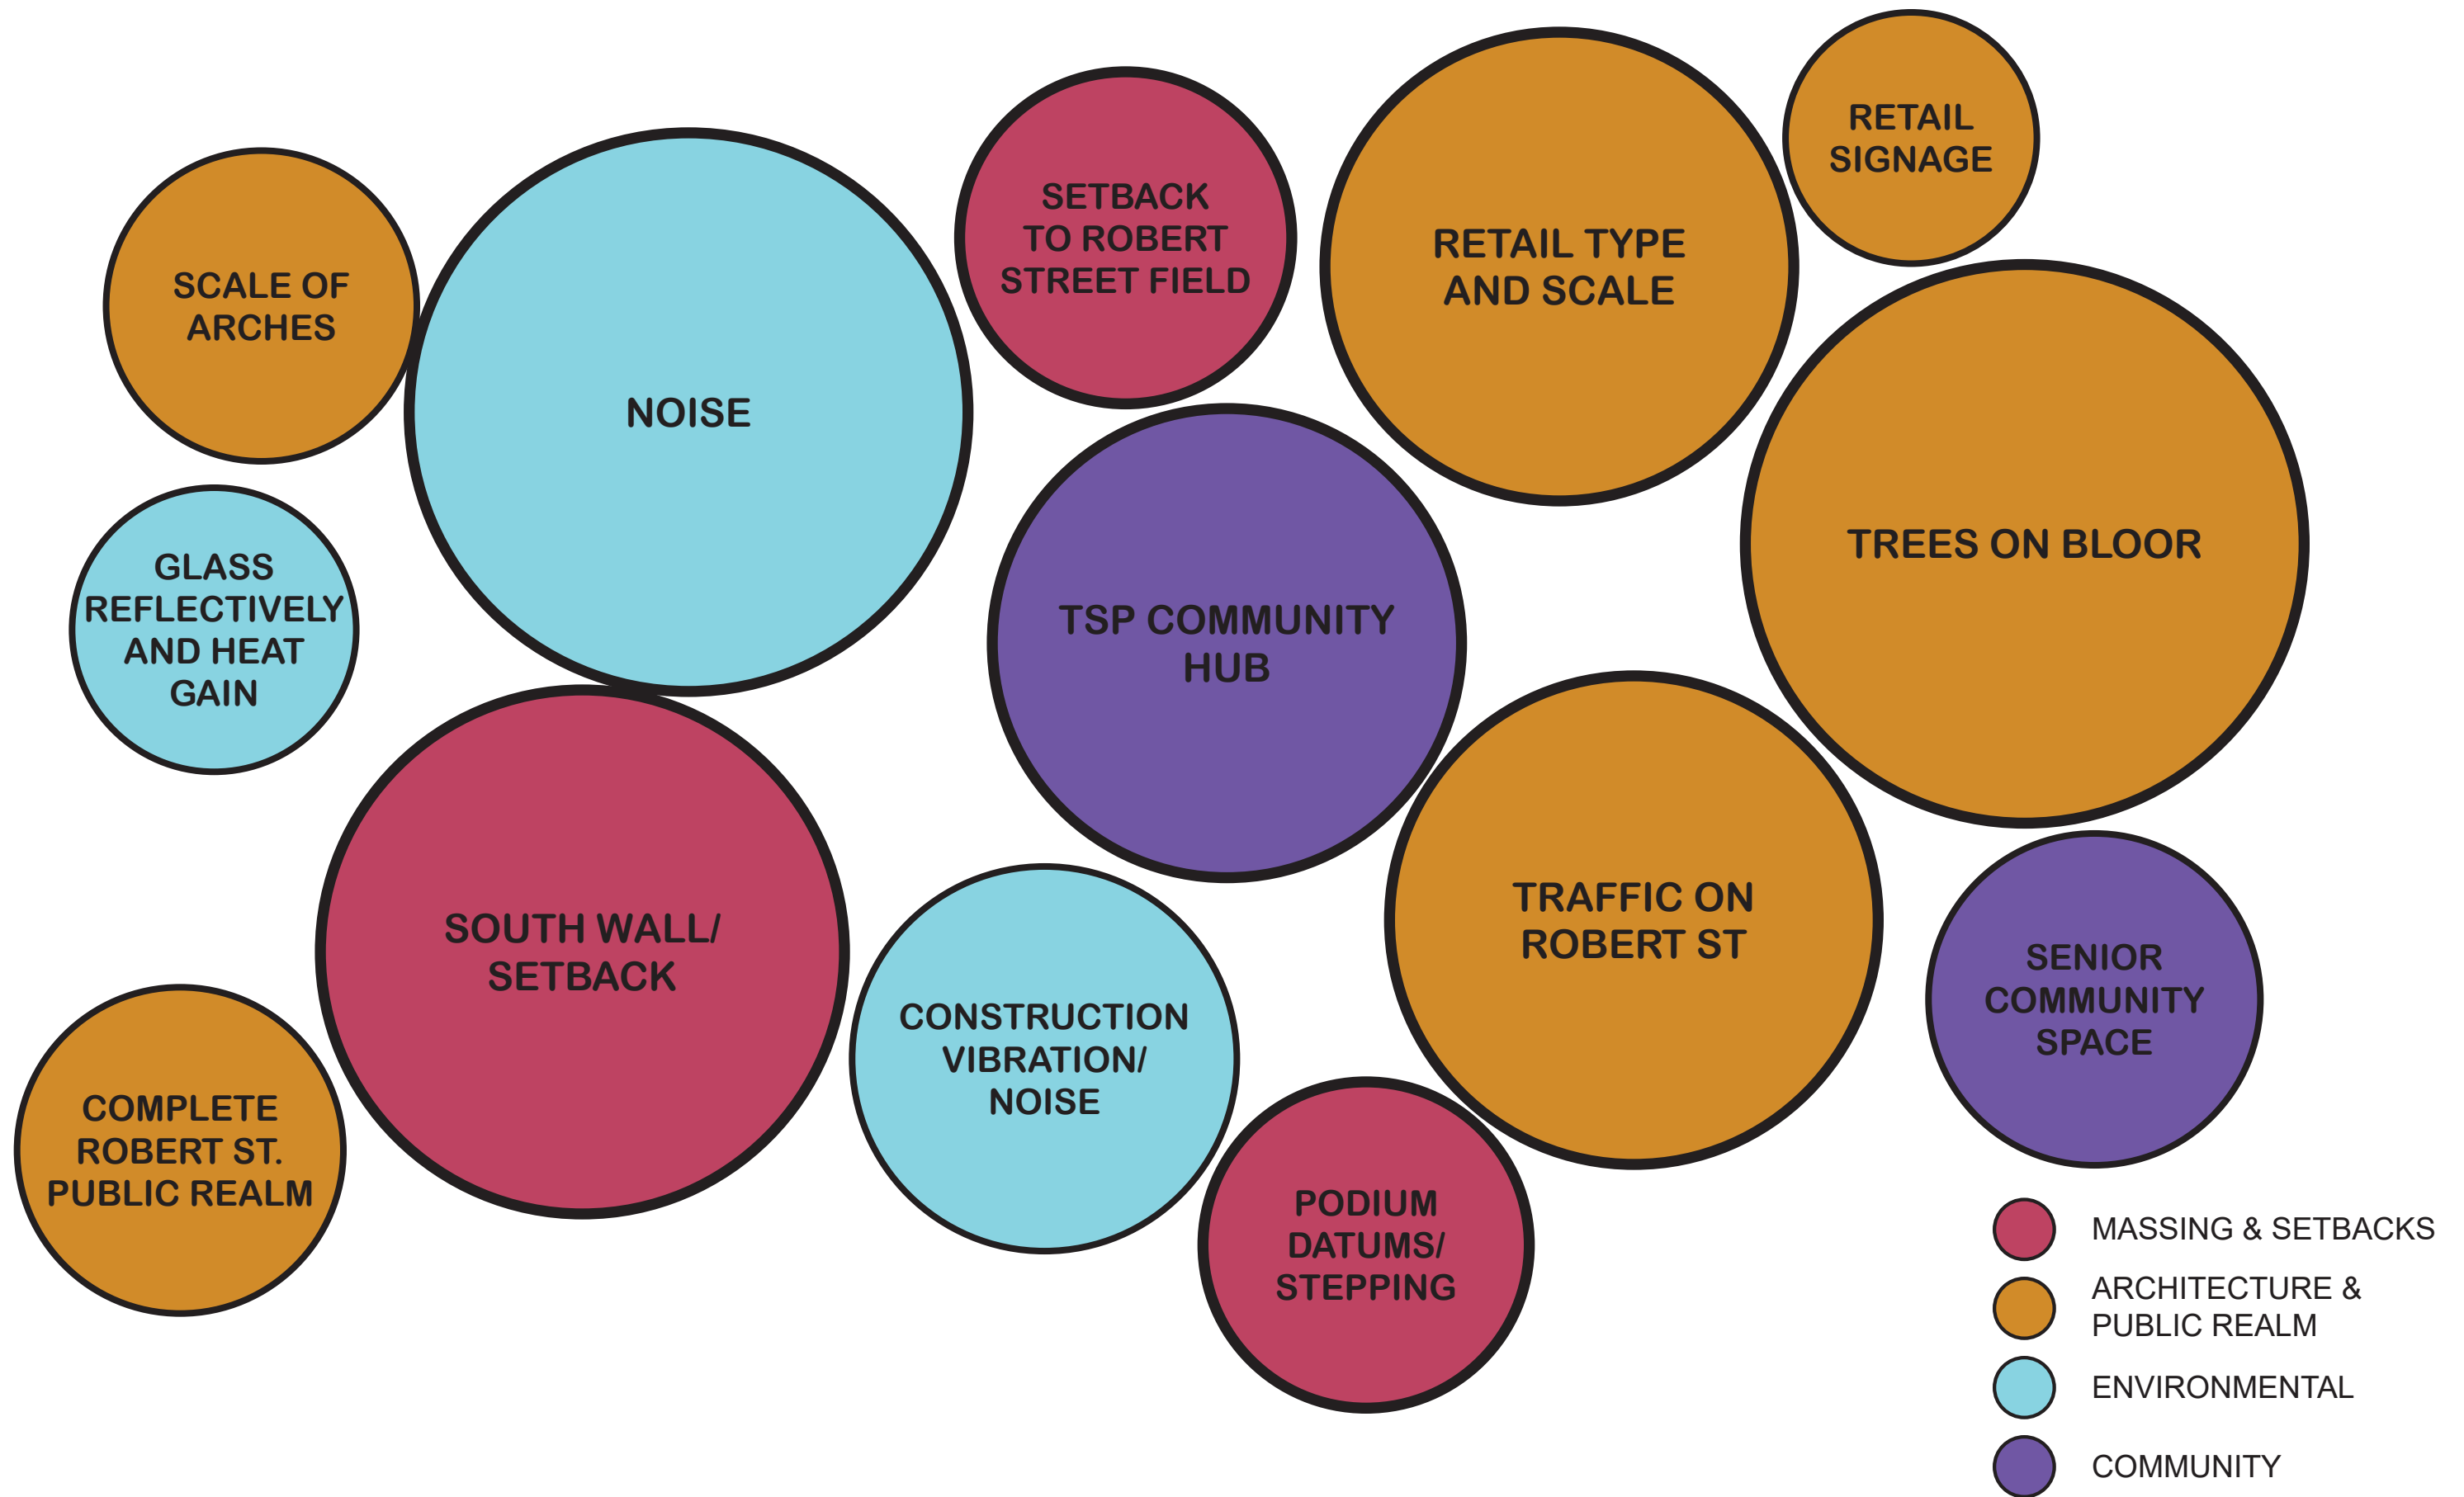 RETAIL
SIGNAGE
SETBACK
TO ROBERT
STREET FIELD
RETAIL TYPE
AND SCALE
SCALE OF
ARCHES
NOISE
TREES ON BLOOR
GLASS
REFLECTIVELY
AND HEAT
GAIN
TSP COMMUNITY
HUB
SOUTH WALL/
SETBACK
TRAFFIC ON
ROBERT ST
CONSTRUCTION
VIBRATION/
NOISE
SENIOR
COMMUNITY
SPACE
COMPLETE
ROBERT ST.
PUBLIC REALM
PODIUM
DATUMS/
STEPPING
MASSING & SETBACKS
ARCHITECTURE &
PUBLIC REALM
ENVIRONMENTAL
COMMUNITY